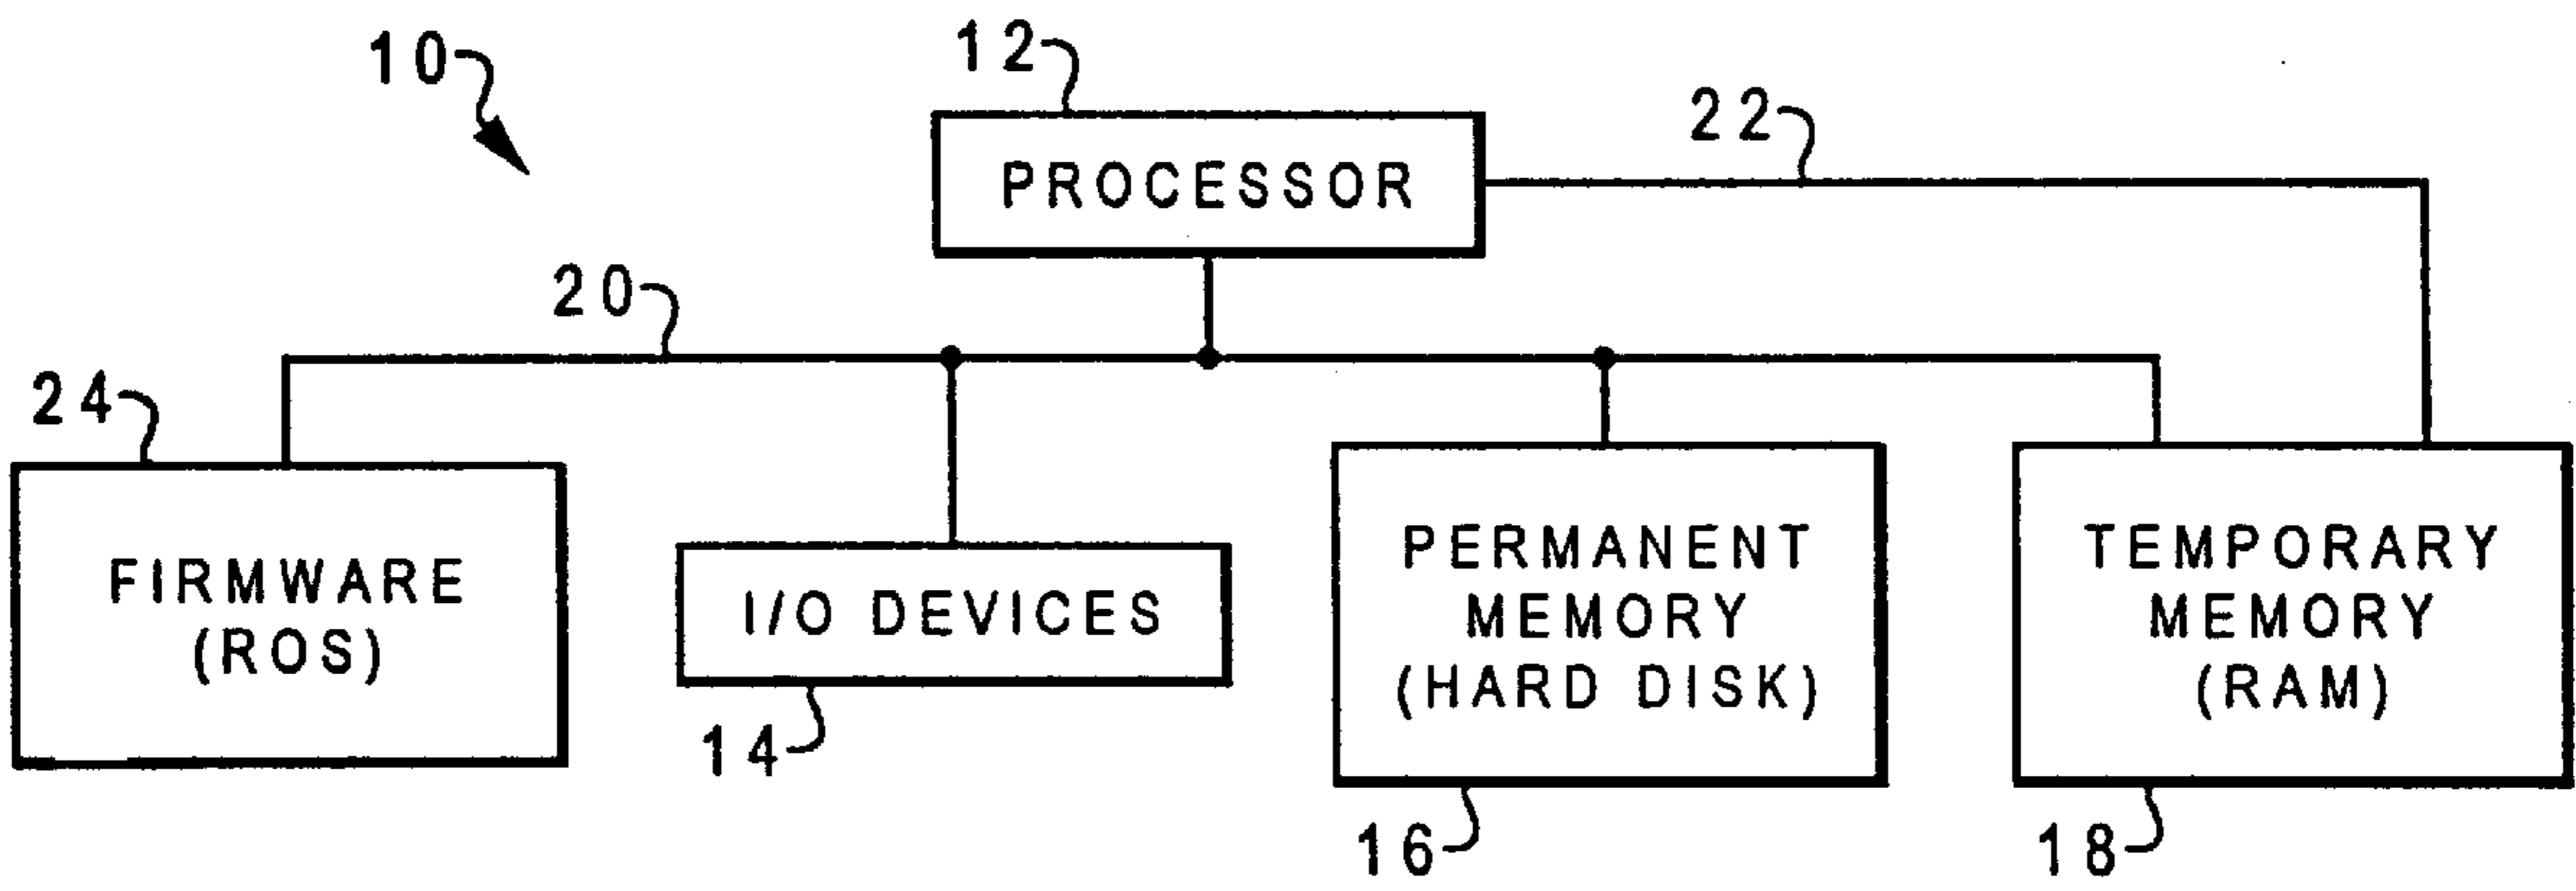 10
12
PROCESSOR
22
20
24
FIRMWARE
(ROS)
I/O DEVICES
14
PERMANENT
MEMORY
(HARD DISK)
16
TEMPORARY
MEMORY
(RAM)
18